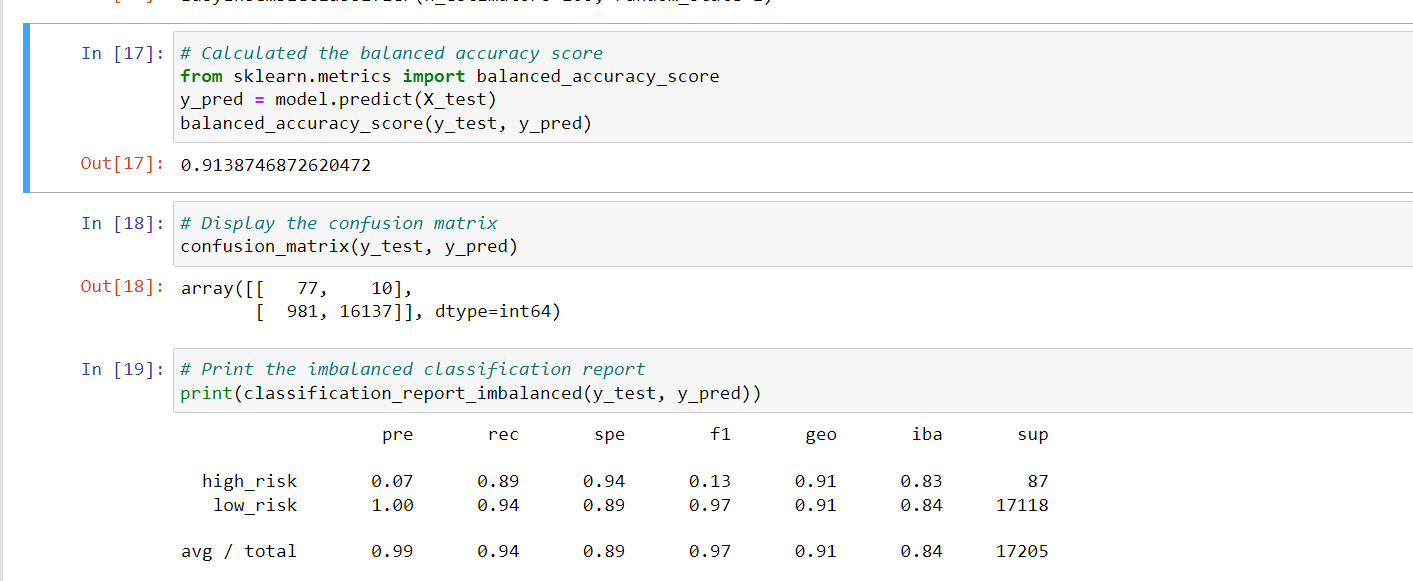 In [17]: # Calculated the balanced accuracy score
from sklearn.metrics import balanced_accuracy_score
y_pred = model.predict(X_test)
balanced_accuracy_score(y_test, y_pred)
Out[17]: 0.9138746872620472
In [18]: # Display the confusion matrix
confusion_matrix(y_test, y_pred)
Out[18]: array([[   77,    10],
       [  981, 16137]], dtype=int64)
In [19]: # Print the imbalanced classification report
print(classification_report_imbalanced(y_test, y_pred))
pre rec spe f1 geo iba sup
high_risk 0.07 0.89 0.94 0.13 0.91 0.83 87
low_risk 1.00 0.94 0.89 0.97 0.91 0.84 17118
avg / total 0.99 0.94 0.89 0.97 0.91 0.84 17205